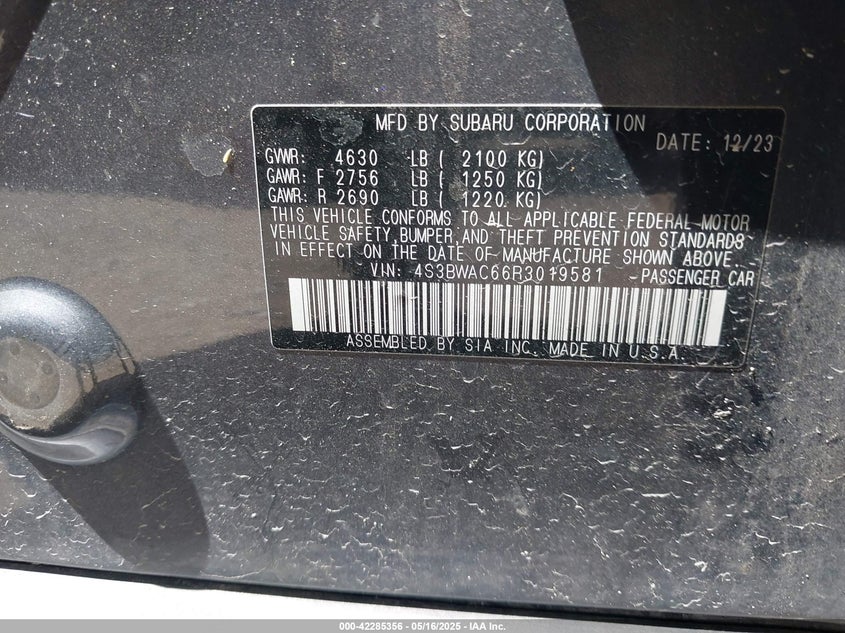 MFD BY SUBARU CORPORATION
DATE: 12/23
GVWR: 4630 LB ( 2100 KG)
GAWR: F 2756 LB ( 1250 KG)
GAWR: R 2690 LB ( 1220 KG)
THIS VEHICLE CONFORMS TO ALL APPLICABLE FEDERAL MOTOR
VEHICLE SAFETY, BUMPER, AND THEFT PREVENTION STANDARDS
IN EFFECT ON THE DATE OF MANUFACTURE SHOWN ABOVE.
VIN: 4S3BWAC66R3019581 PASSENGER CAR
ASSEMBLED BY SIA INC. MADE IN U.S.A.
000-42285356 - 05/16/2025 - IAA Inc.